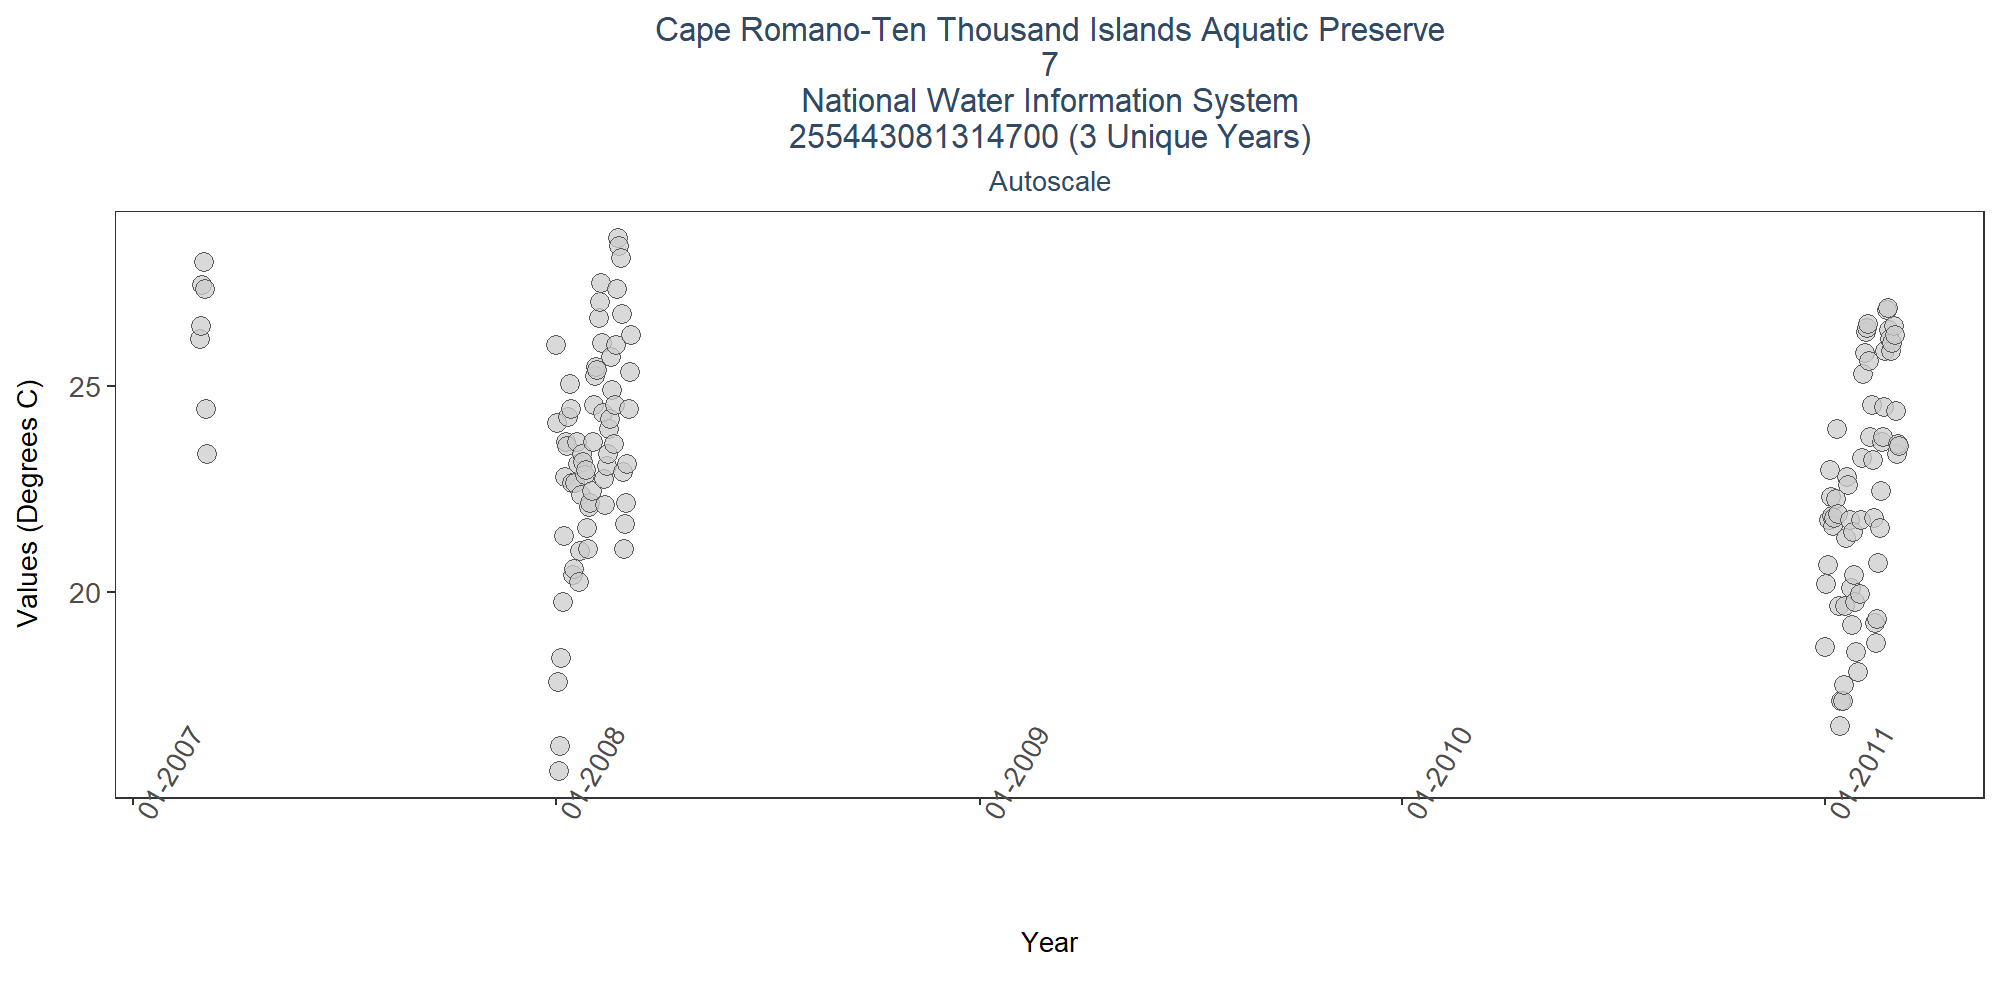 Cape Romano-Ten Thousand Islands Aquatic Preserve
7
National Water Information System
255443081314700 (3 Unique Years)
Autoscale
Values (Degrees C)
25
20
01-2007
01-2008
01-2009
01-2010
01-2011
Year